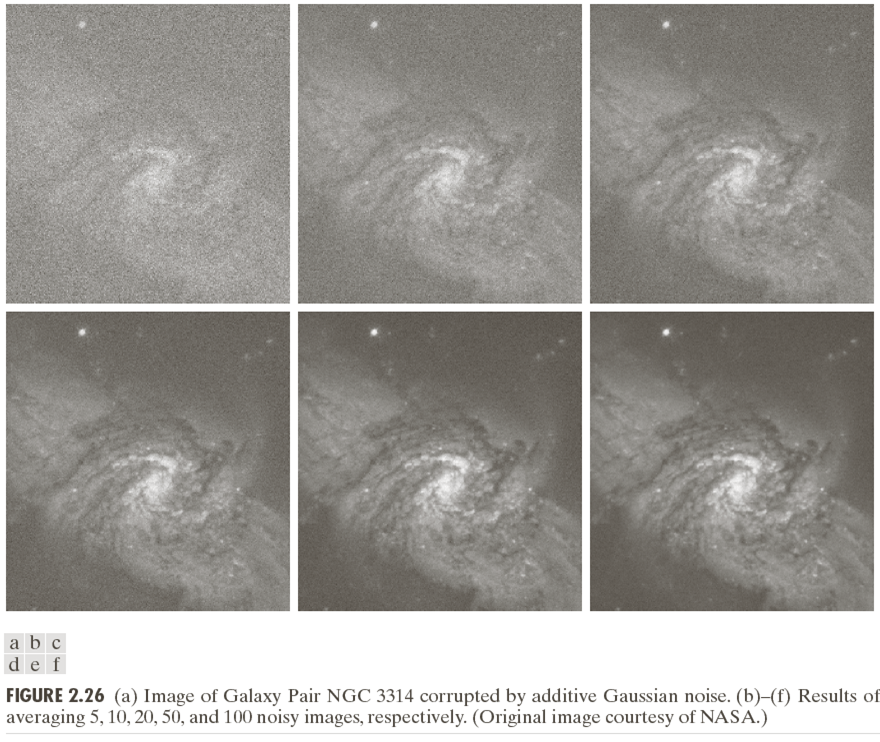 a b c
d e f
FIGURE 2.26 (a) Image of Galaxy Pair NGC 3314 corrupted by additive Gaussian noise. (b)–(f) Results of
averaging 5, 10, 20, 50, and 100 noisy images, respectively. (Original image courtesy of NASA.)